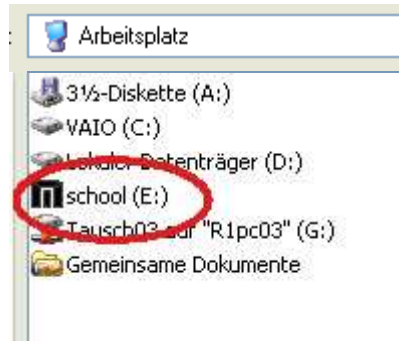 Arbeitsplatz
3½-Diskette (A:)
VAIO (C:)
Lokaler Datenträger (D:)
school (E:)
Tausch03 auf "R1pc03" (G:)
Gemeinsame Dokumente